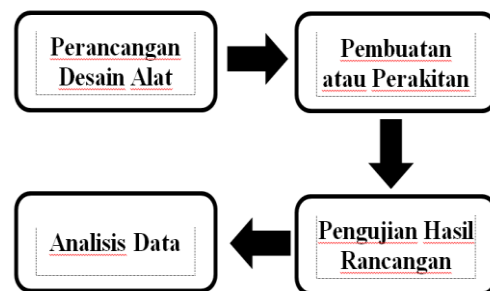 Perancangan
Desain Alat
Pembuatan
atau Perakitan
Pengujian Hasil
Rancangan
Analisis Data